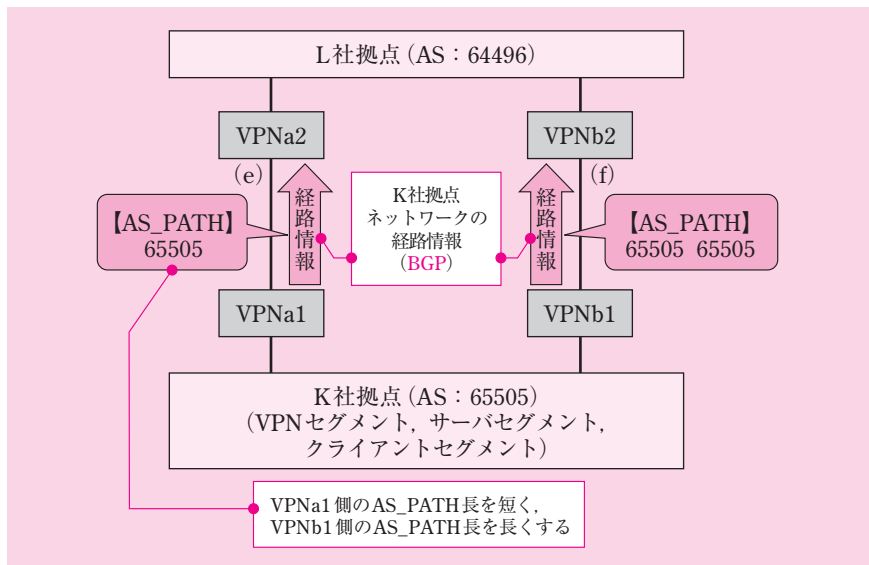 L社拠点（AS：64496）
VPNa2
VPNb2
(e)
(f)
【AS_PATH】
65505
経路情報
K社拠点
ネットワークの
経路情報
（BGP）
経路情報
【AS_PATH】
65505 65505
VPNa1
VPNb1
K社拠点（AS：65505）
（VPNセグメント，サーバセグメント，
クライアントセグメント）
VPNa1側のAS_PATH長を短く，
VPNb1側のAS_PATH長を長くする